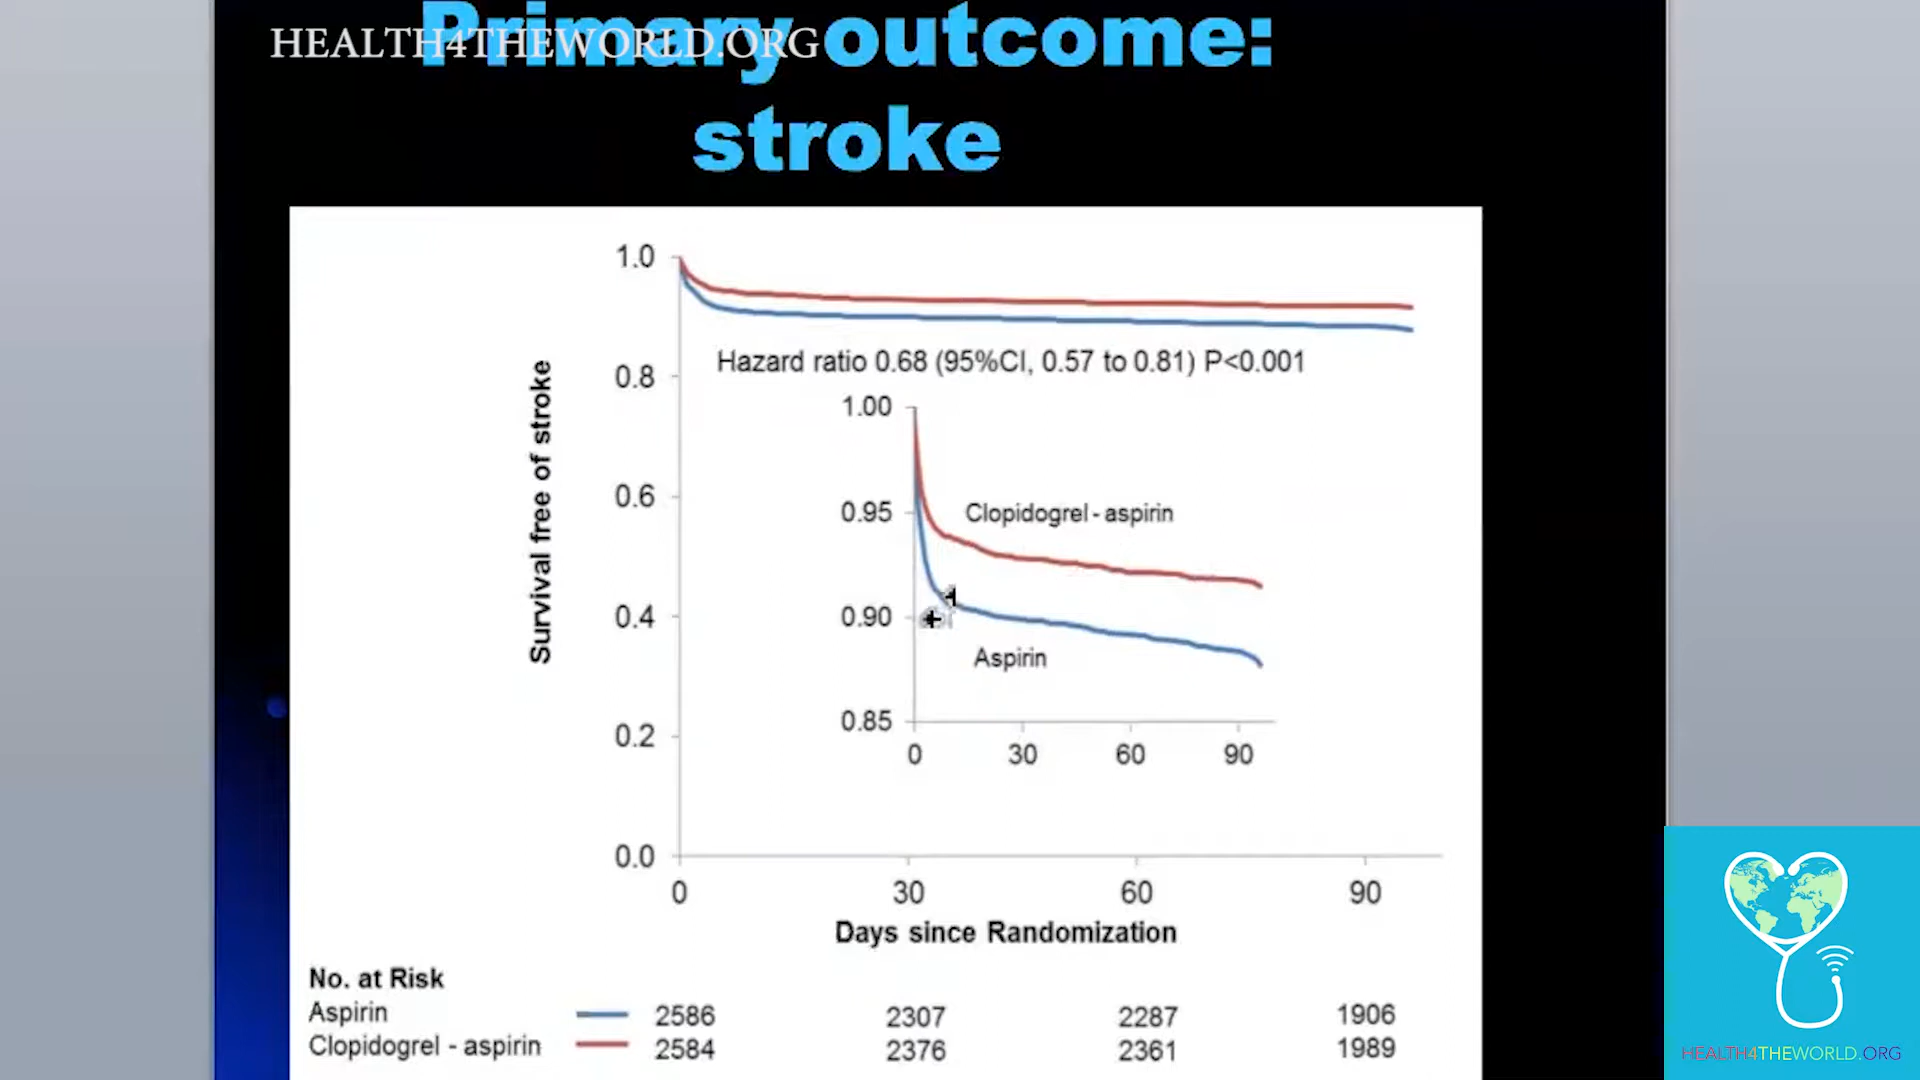 HEALTH4THEWORLD.ORG
Primary outcome:
stroke
1.0
Hazard ratio 0.68 (95%CI, 0.57 to 0.81) P<0.001
0.8
0.6
0.4
0.2
0.0
Survival free of stroke
1.00
0.95
0.90
0.85
Clopidogrel - aspirin
Aspirin
0 30 60 90
0 30 60 90
Days since Randomization
No. at Risk
Aspirin 2586 2307 2287 1906
Clopidogrel - aspirin 2584 2376 2361 1989
HEALTH4THEWORLD.ORG